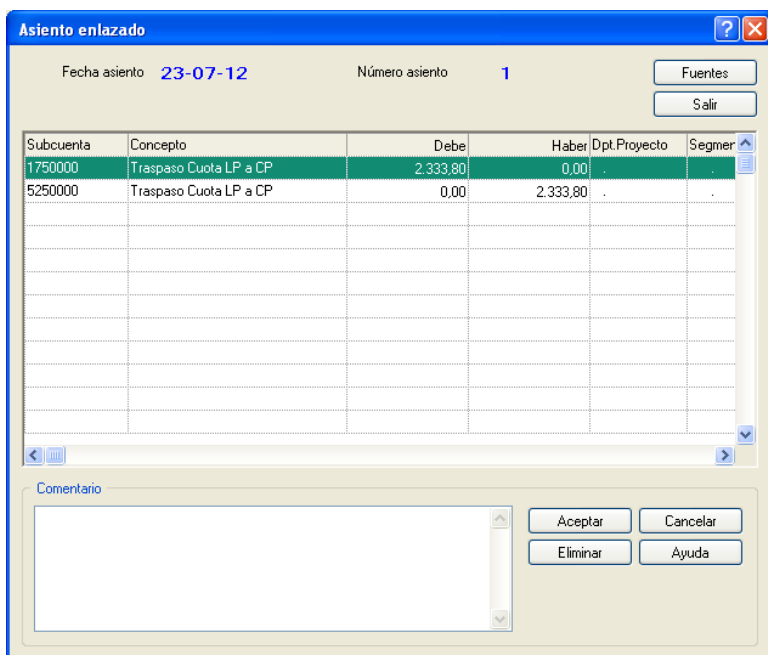 Asiento enlazado
Fecha asiento 23-07-12 Número asiento 1 Fuentes
Salir
Subcuenta Concepto Debe Haber Dpt.Proyecto Segmer
1750000 Traspaso Cuota LP a CP 2.333,80 0,00 . .
5250000 Traspaso Cuota LP a CP 0,00 2.333,80 . .
Comentario
Aceptar Cancelar
Eliminar Ayuda